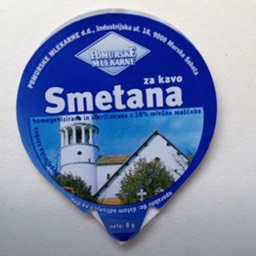 POMURSKE MLEKARNE d.d., Industrijska ul. 10, 9000 Murska Sobota
POMURSKE
MLEKARNE
za kavo
Smetana
homogenizirana in sterilizirana z 10% mlečne maščobe
neto: 8 g